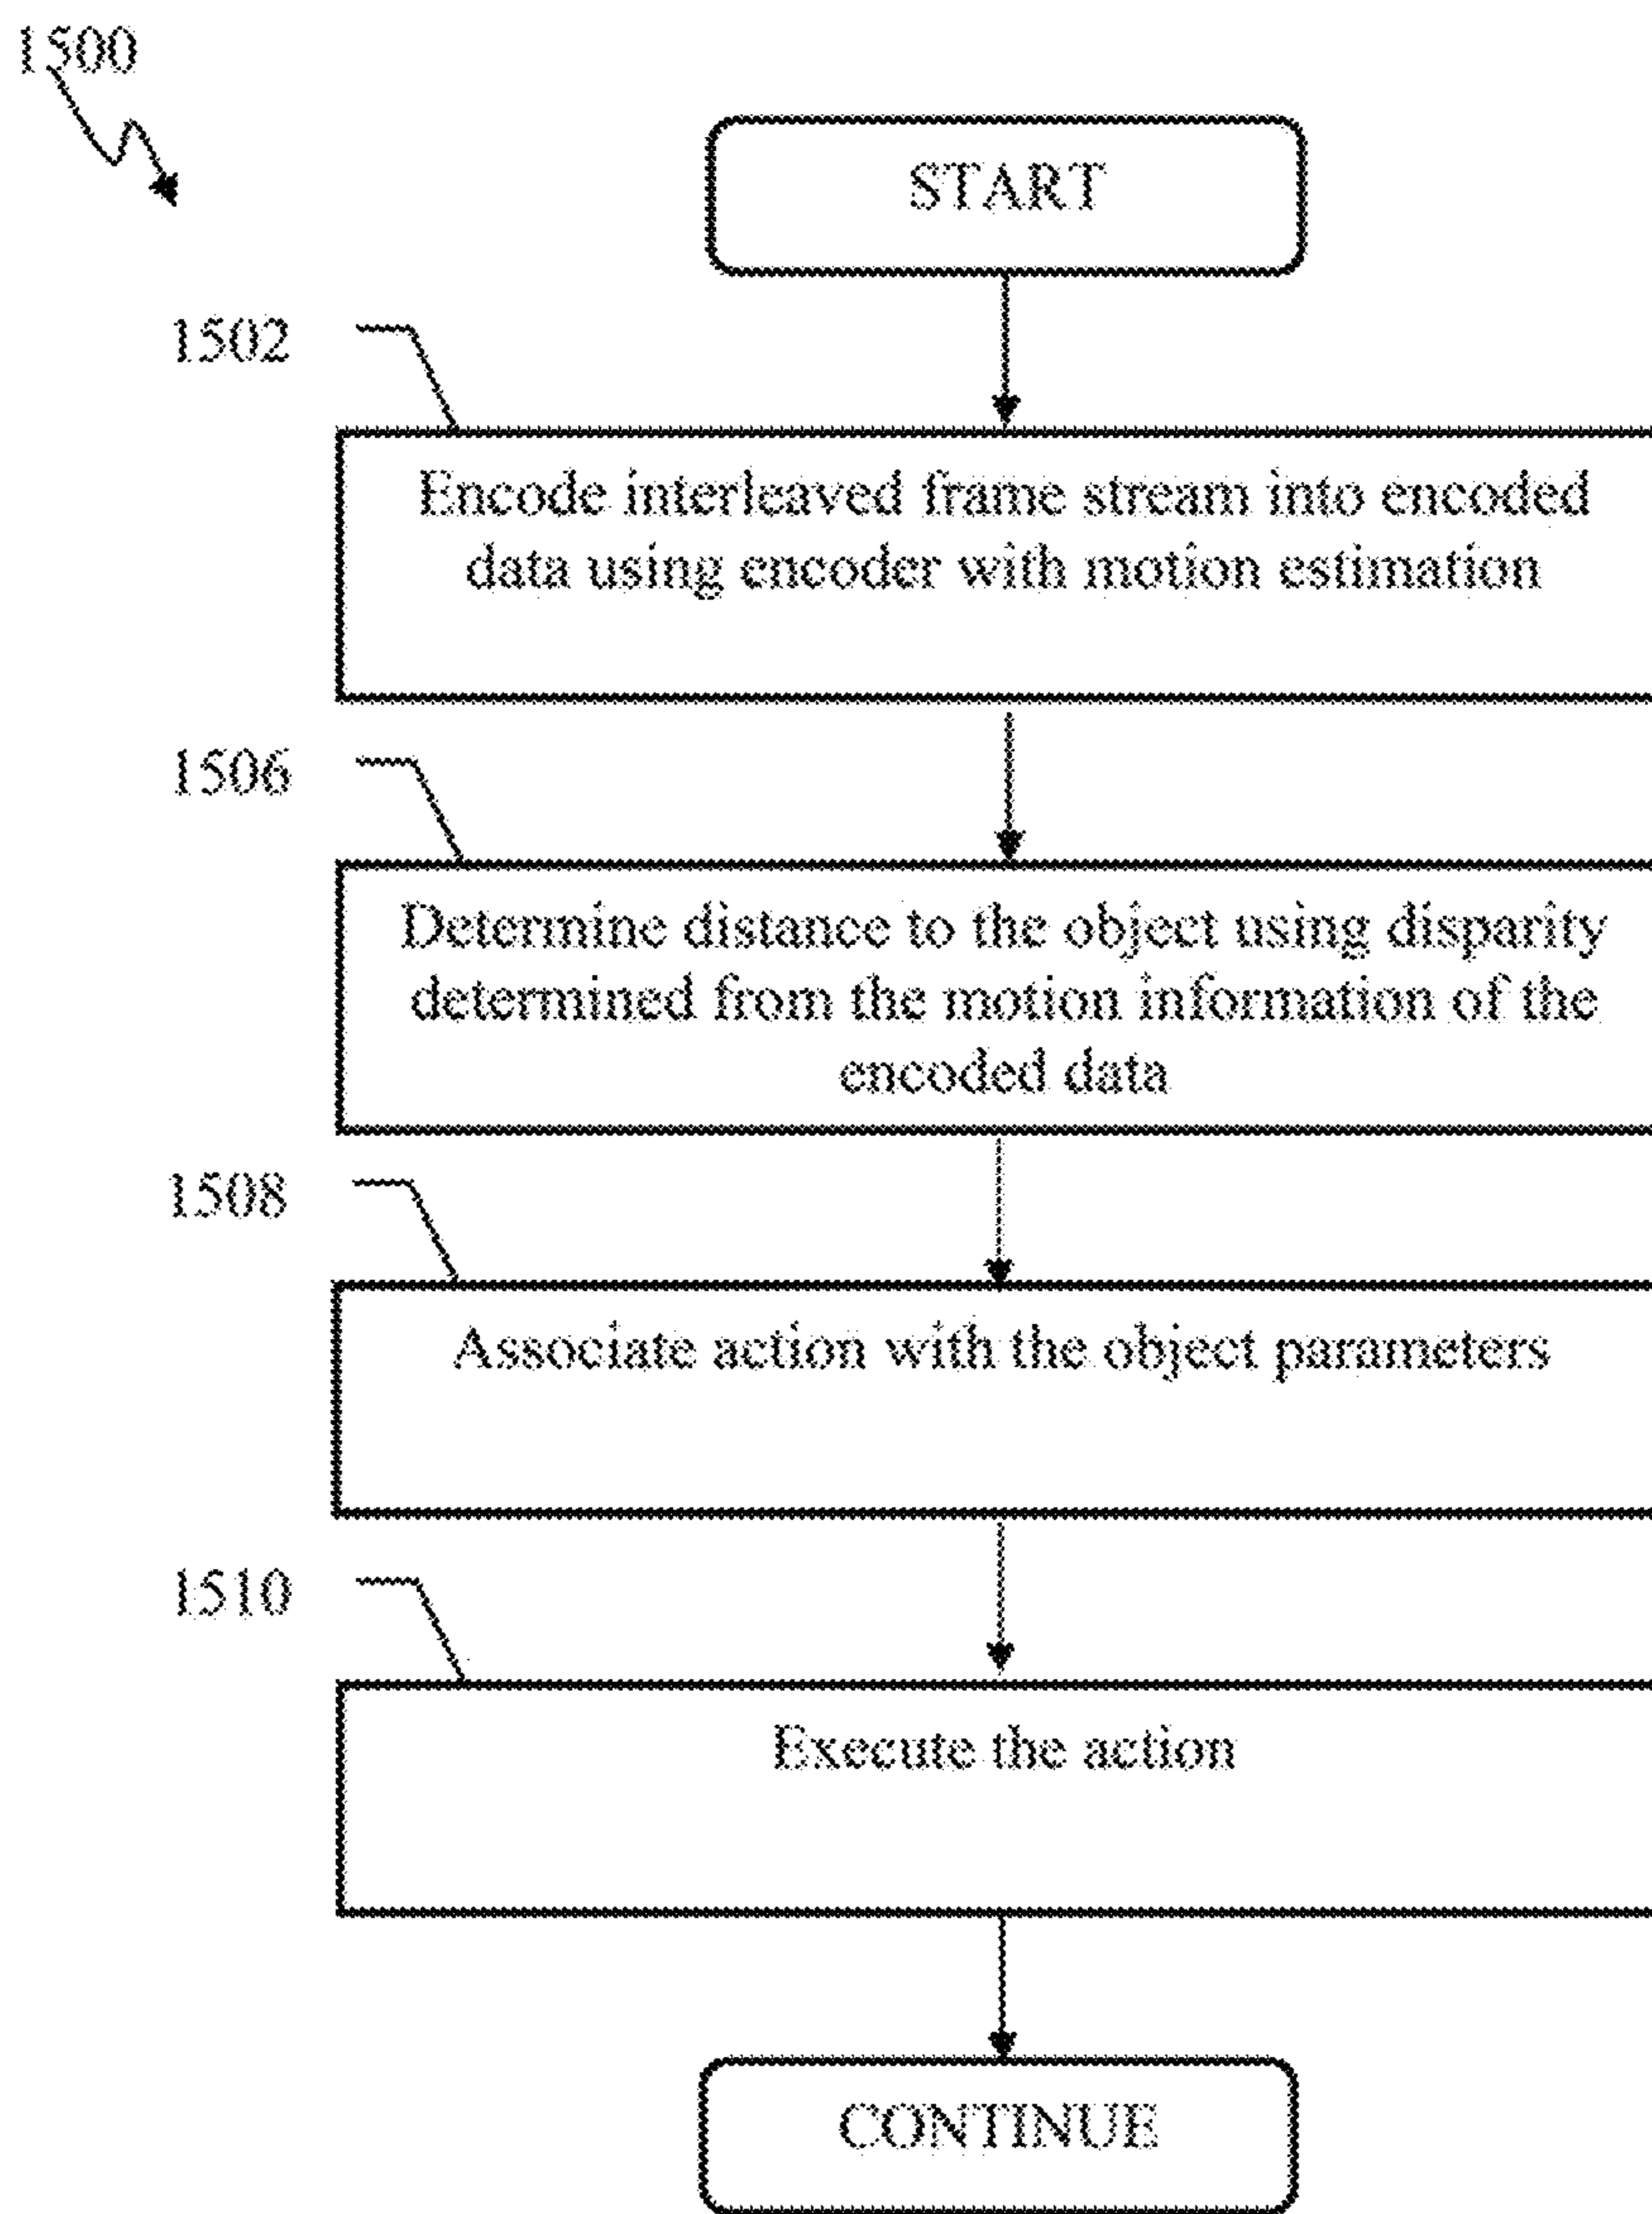 1500
START
1502
Encode interleaved frame stream into encoded
data using encoder with motion estimation
1506
Determine distance to the object using disparity
determined from the motion information of the
encoded data
1508
Associate action with the object parameters
1510
Execute the action
CONTINUE